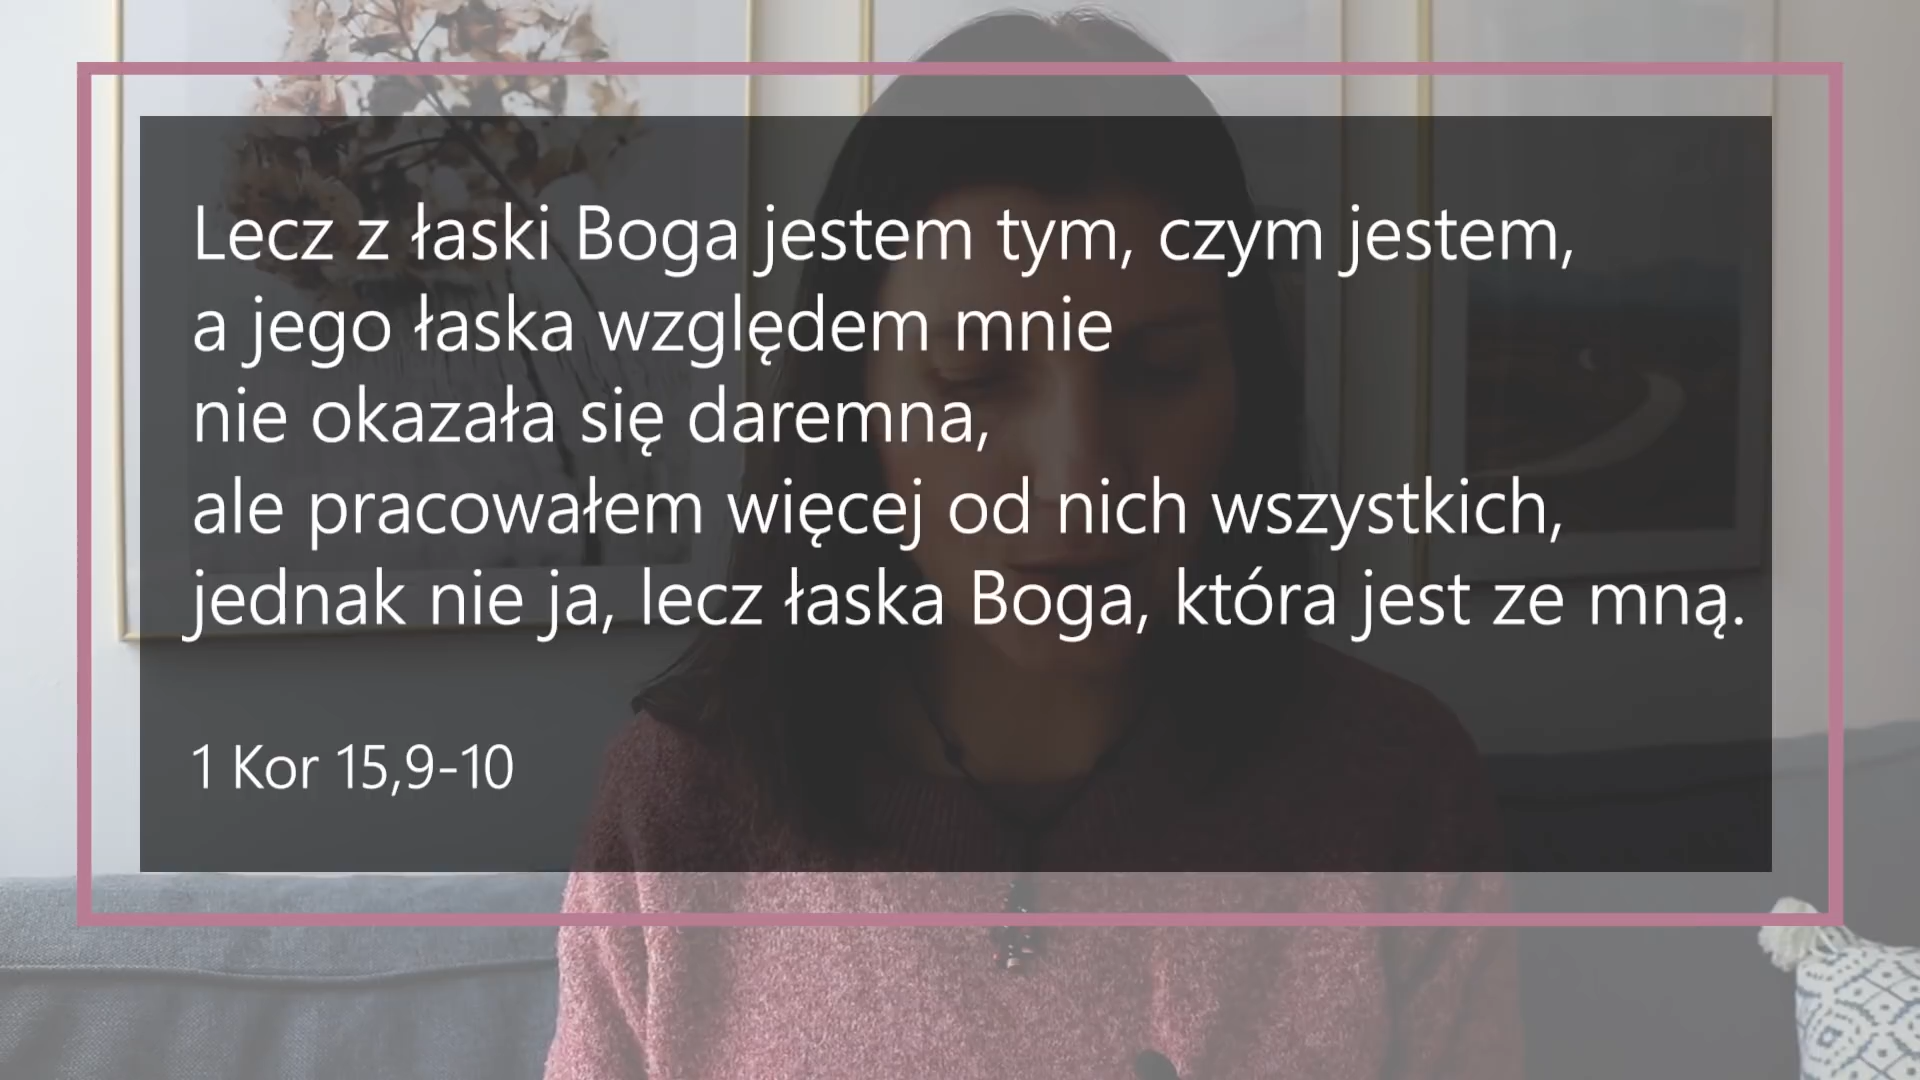 Lecz z łaski Boga jestem tym, czym jestem,
a jego łaska względem mnie
nie okazała się daremna,
ale pracowałem więcej od nich wszystkich,
jednak nie ja, lecz łaska Boga, która jest ze mną.
1 Kor 15,9-10